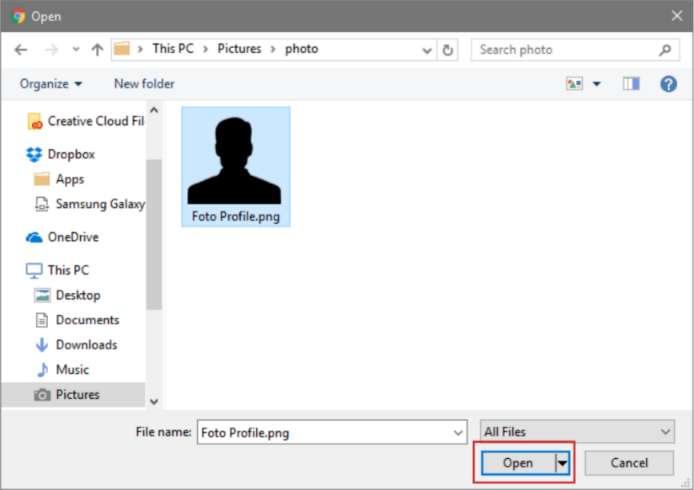 Open
This PC > Pictures > photo
Search photo
Organize
New folder
Creative Cloud Fil
Dropbox
Apps
Samsung Galaxy
OneDrive
This PC
Desktop
Documents
Downloads
Music
Pictures
Foto Profile.png
File name: Foto Profile.png
All Files
Open
Cancel